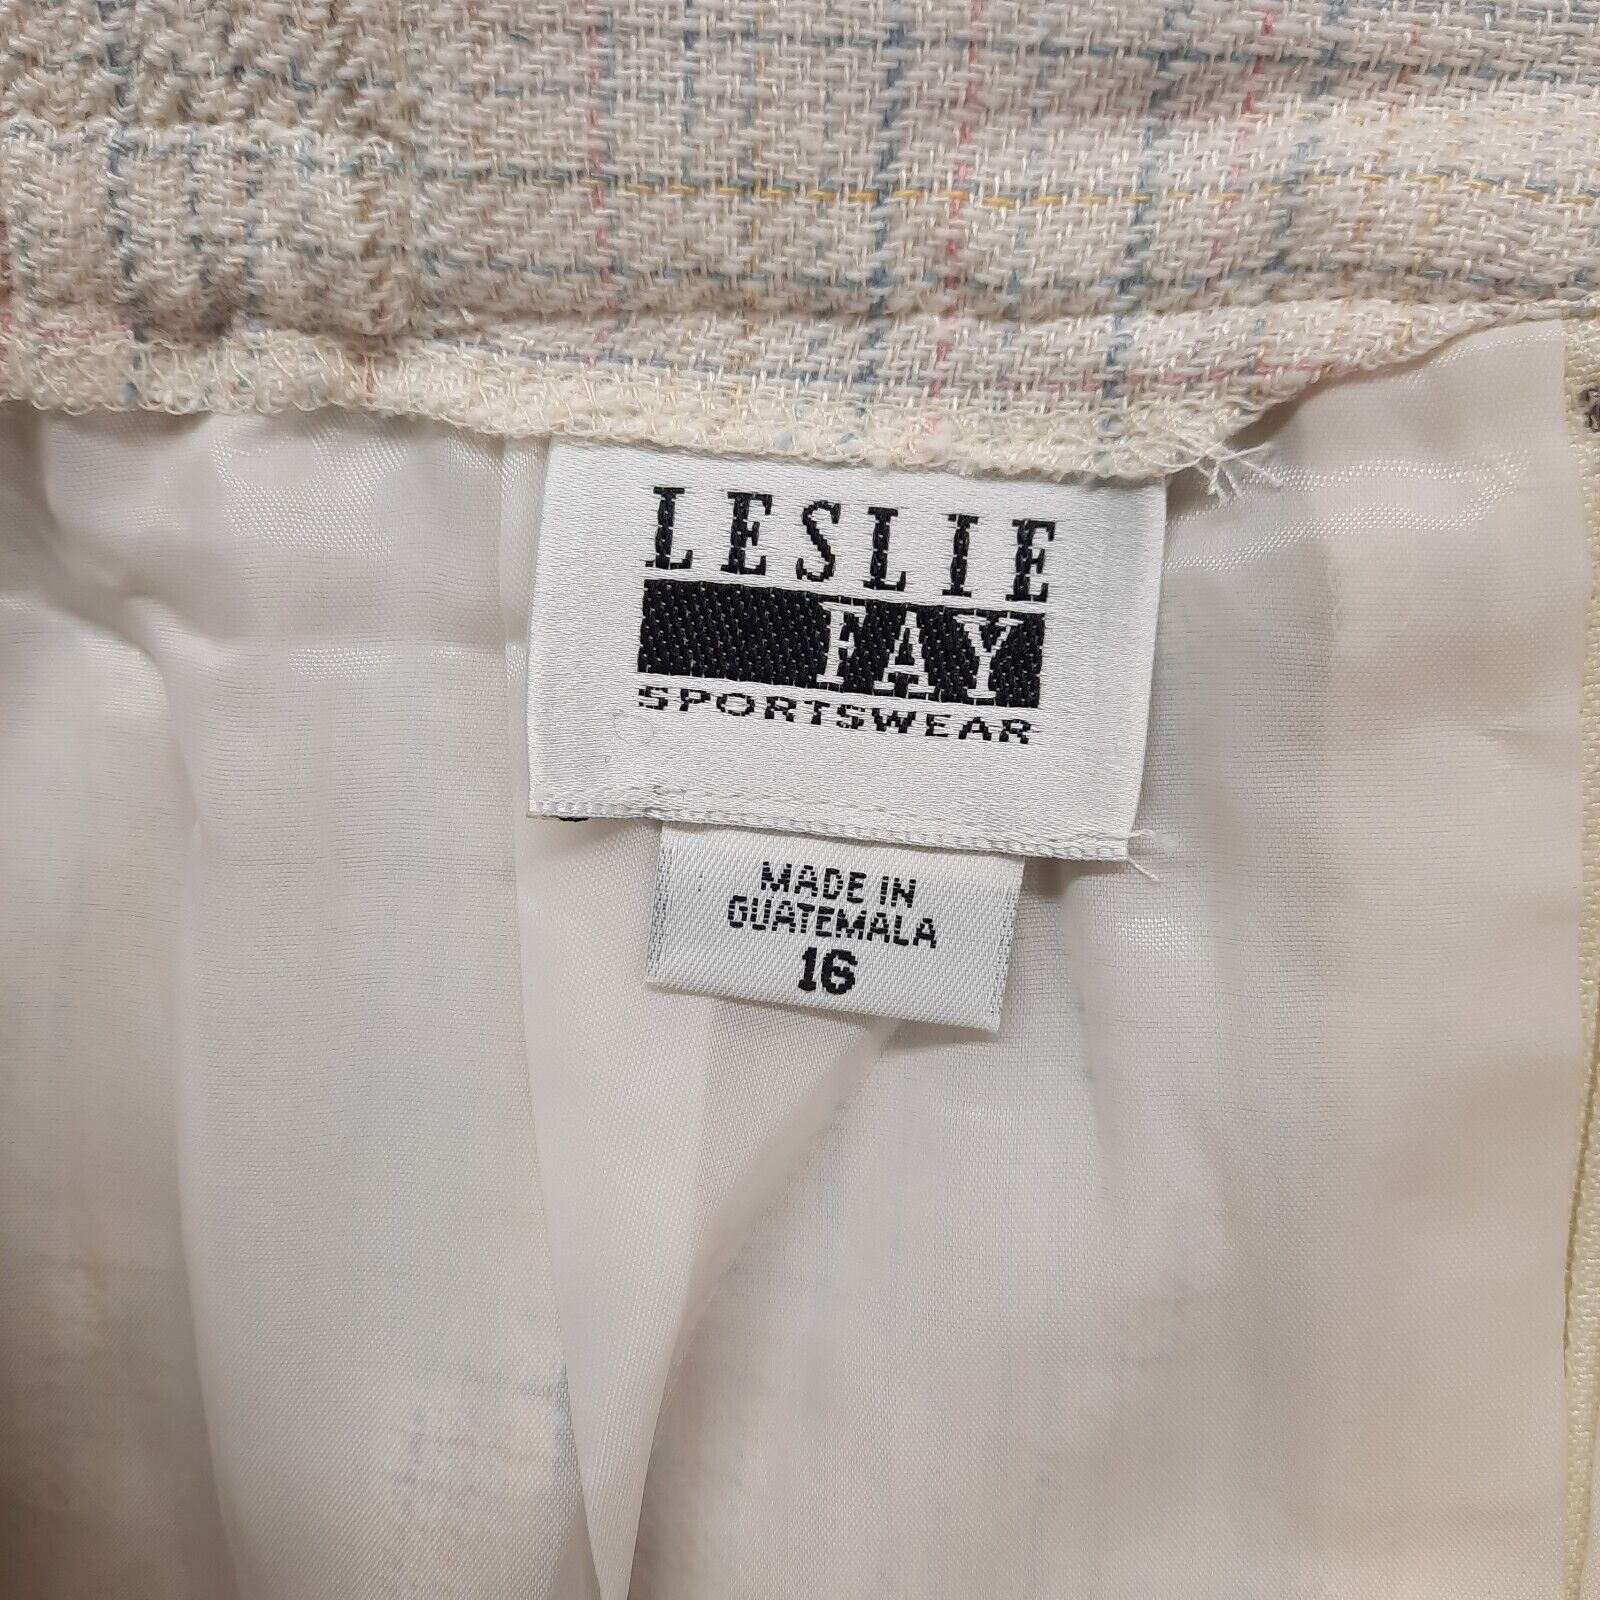 LESLIE
FAY
SPORTSWEAR
MADE IN
GUATEMALA
16